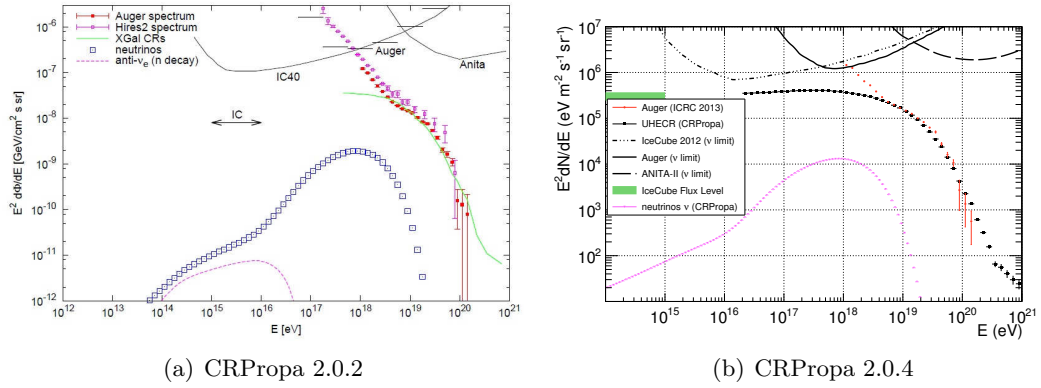 E² dΦ/dE [GeV/cm² s sr]
10⁻⁶
10⁻⁷
10⁻⁸
10⁻⁹
10⁻¹⁰
10⁻¹¹
10⁻¹²
Auger spectrum
Hires2 spectrum
XGal CRs
neutrinos
anti-νₑ (n decay)
IC40
Auger
Anita
IC40
IC
10¹² 10¹³ 10¹⁴ 10¹⁵ 10¹⁶ 10¹⁷ 10¹⁸ 10¹⁹ 10²⁰ 10²¹
E [eV]
(a) CRPropa 2.0.2
E²dN/dE (eV m⁻² s⁻¹ sr⁻¹)
10⁷
10⁶
10⁵
10⁴
10³
10²
Auger (ICRC 2013)
UHECR (CRPropa)
IceCube 2012 (ν limit)
Auger (ν limit)
ANITA-II (ν limit)
IceCube Flux Level
neutrinos ν (CRPropa)
10¹⁵ 10¹⁶ 10¹⁷ 10¹⁸ 10¹⁹ 10²⁰ 10²¹
E (eV)
(b) CRPropa 2.0.4